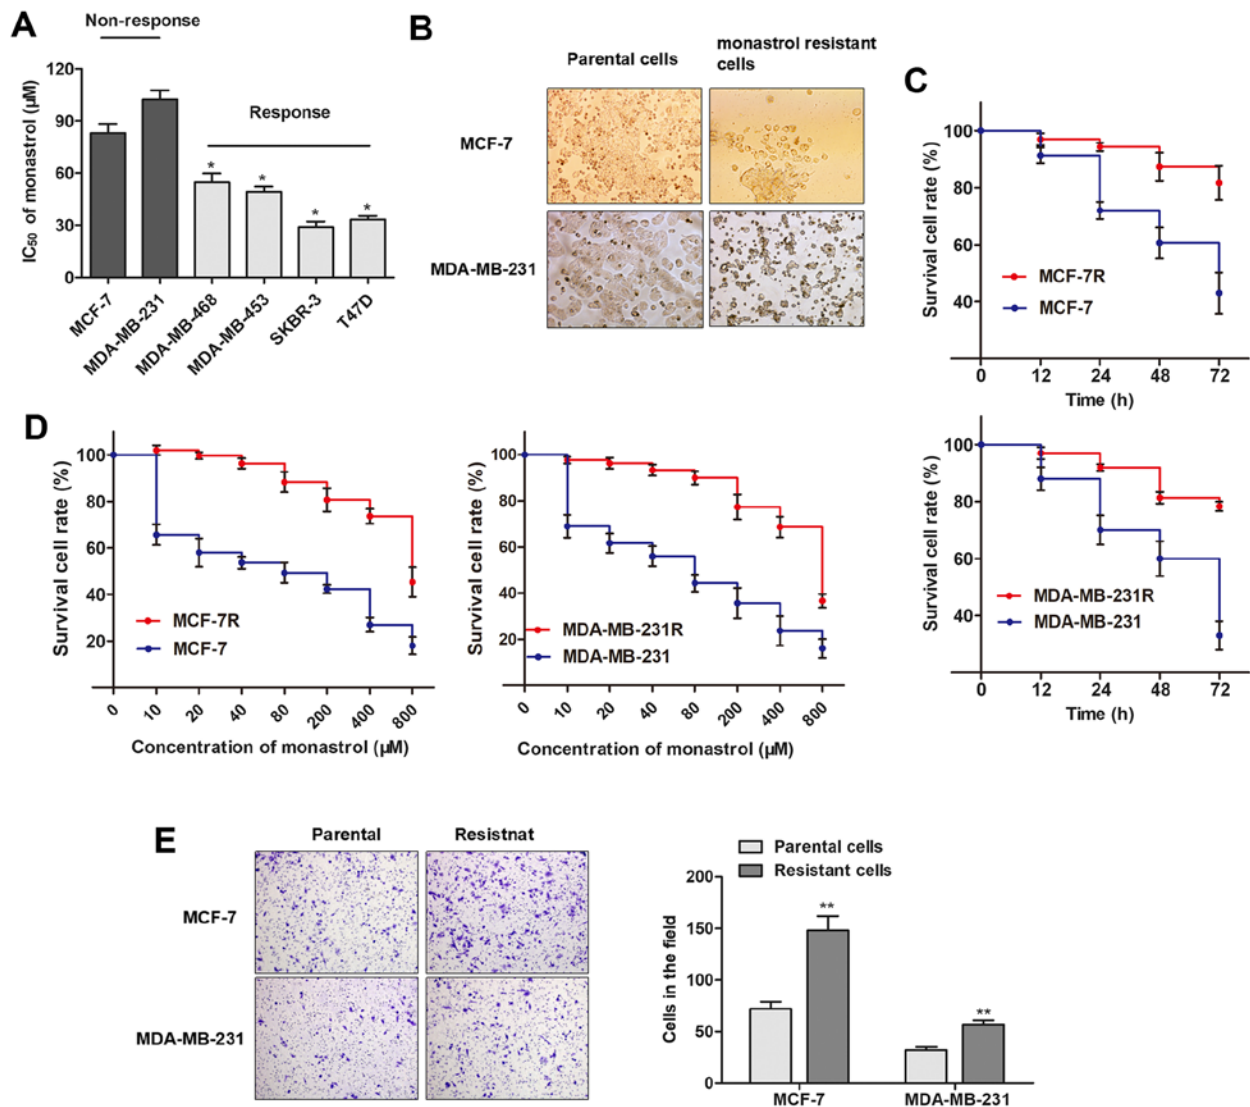 A
Non-response
IC50 of monastrol (µM)
120
90
60
30
0
Response
*
*
*
*
MCF-7
MDA-MB-231
MDA-MB-468
MDA-MB-453
SKBR-3
T47D
B
Parental cells
monastrol resistant
cells
MCF-7
MDA-MB-231
C
Survival cell rate (%)
100
80
60
40
MCF-7R
MCF-7
0
12
24
48
72
Time (h)
Survival cell rate (%)
100
80
60
40
MDA-MB-231R
MDA-MB-231
0
12
24
48
72
Time (h)
D
Survival cell rate (%)
100
80
60
40
20
MCF-7R
MCF-7
0
10
20
40
80
200
400
800
Concentration of monastrol (µM)
Survival cell rate (%)
100
80
60
40
20
MDA-MB-231R
MDA-MB-231
0
10
20
40
80
200
400
800
Concentration of monastrol (µM)
E
Parental
Resistnat
MCF-7
MDA-MB-231
Parental cells
Resistant cells
Cells in the field
200
150
100
50
0
**
**
MCF-7
MDA-MB-231